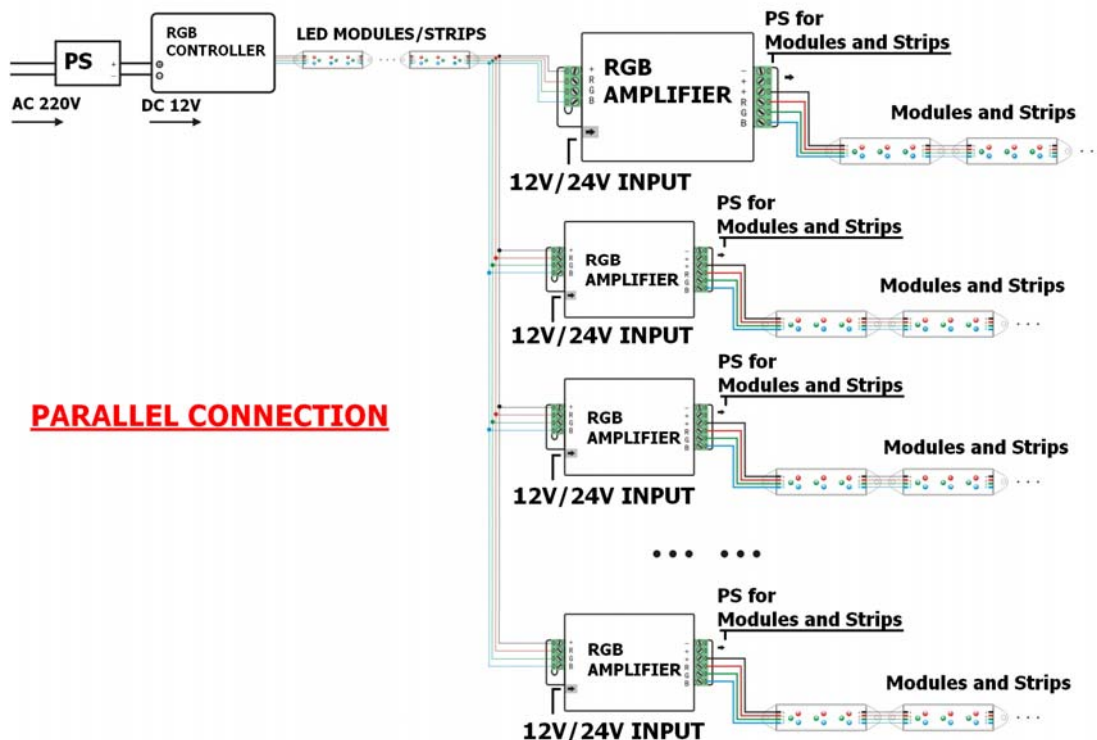 PS
+
−
AC 220V
RGB
CONTROLLER
DC 12V
LED MODULES/STRIPS
+
R
G
B
RGB
AMPLIFIER
−
+
+
R
G
B
PS for
Modules and Strips
Modules and Strips
12V/24V INPUT
+
R
G
B
RGB
AMPLIFIER
−
+
+
R
G
B
PS for
Modules and Strips
Modules and Strips
12V/24V INPUT
PARALLEL CONNECTION
+
R
G
B
RGB
AMPLIFIER
−
+
+
R
G
B
PS for
Modules and Strips
Modules and Strips
12V/24V INPUT
+
R
G
B
RGB
AMPLIFIER
−
+
+
R
G
B
PS for
Modules and Strips
Modules and Strips
12V/24V INPUT